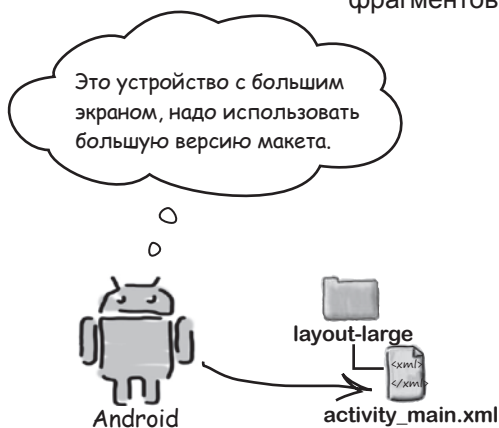 фрагментов
Это устройство с большим
экраном, надо использовать
большую версию макета.
layout-large
<xml>
</xml>
Android
activity_main.xml